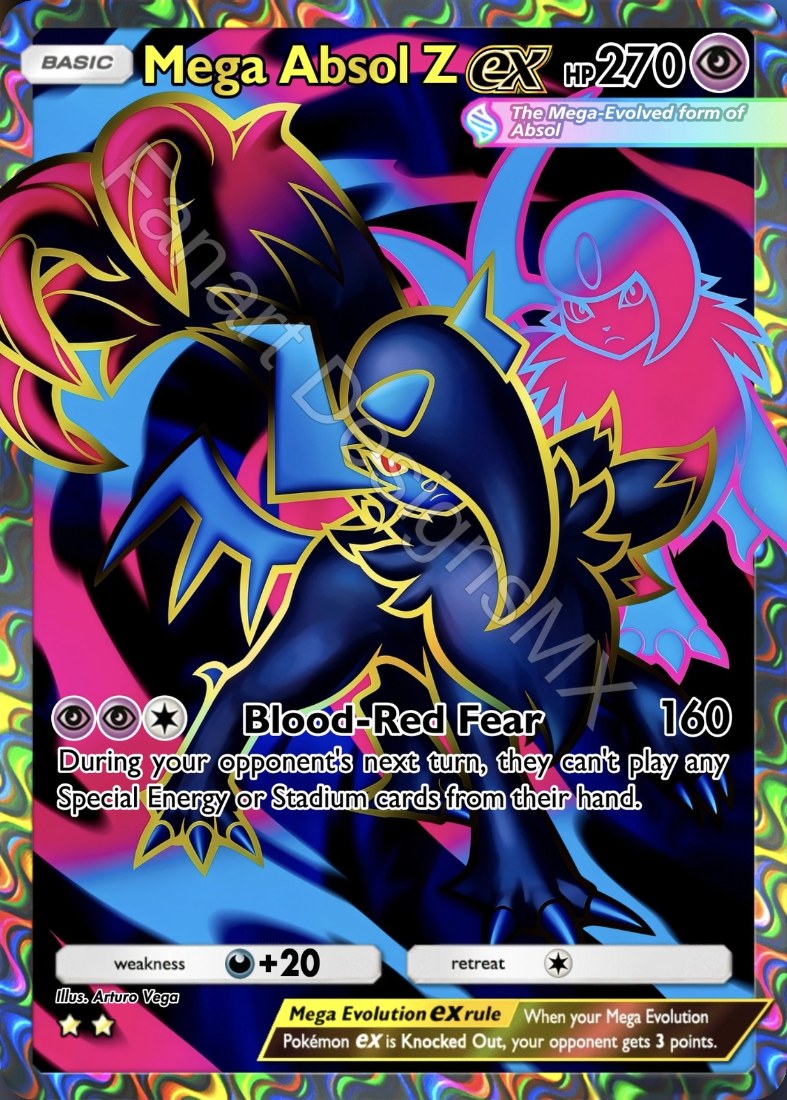 BASIC Mega Absol Z ex HP 270
The Mega-Evolved form of
Absol
Fanart DesignsMX
Blood-Red Fear 160
During your opponent's next turn, they can't play any
Special Energy or Stadium cards from their hand.
weakness +20 retreat
Illus. Arturo Vega
Mega Evolution ex rule When your Mega Evolution
Pokémon ex is Knocked Out, your opponent gets 3 points.